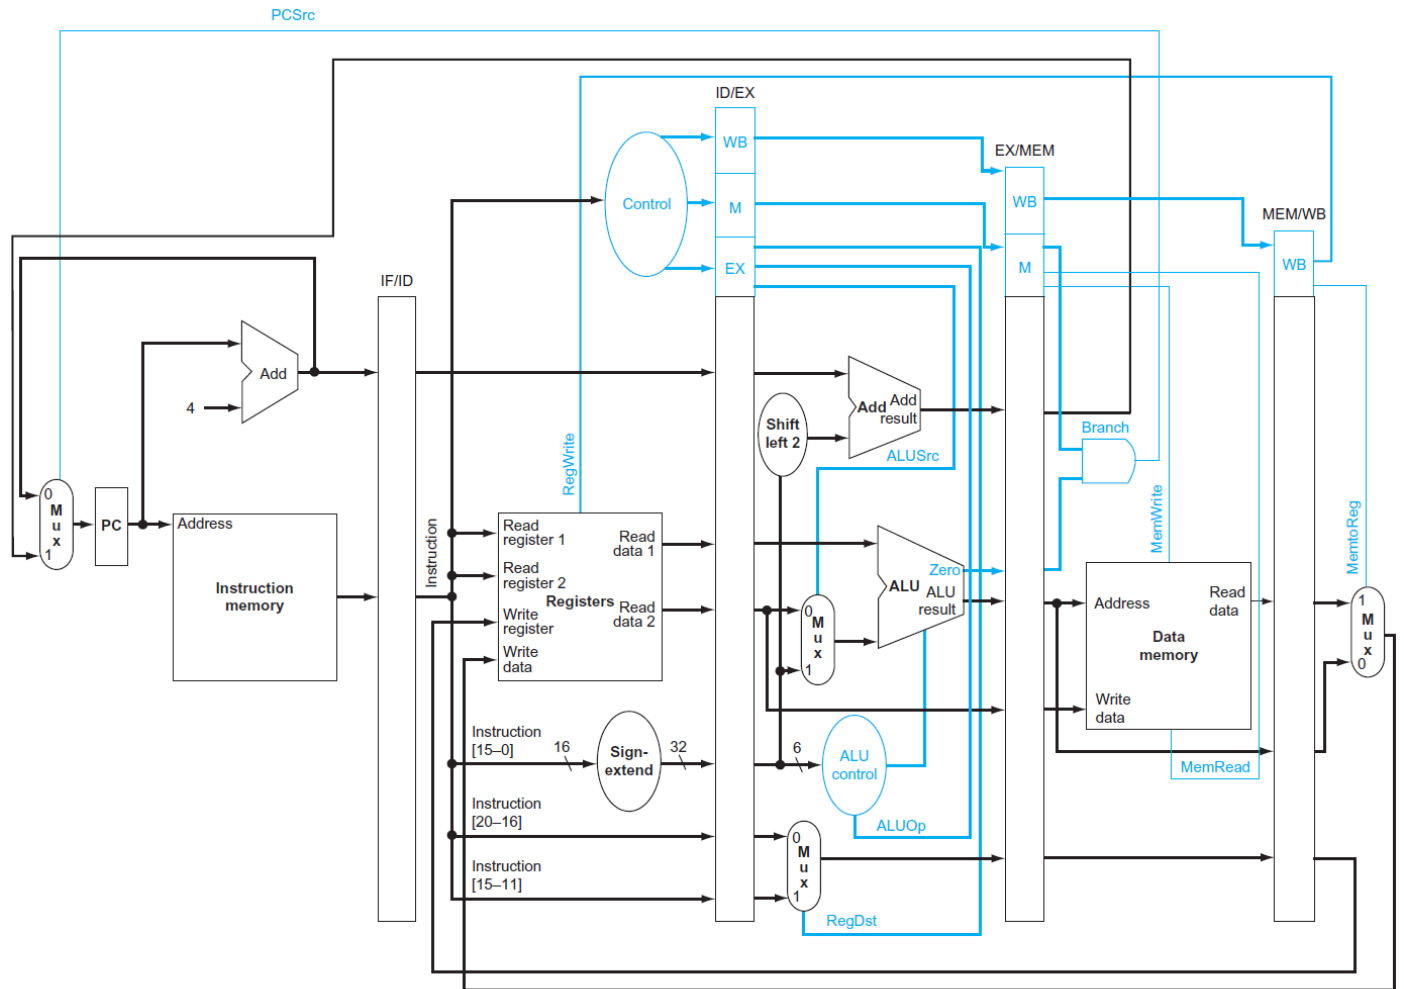 PCSrc
ID/EX
WB
EX/MEM
Control
M
WB
MEM/WB
EX
M
WB
IF/ID
Add
4
Shift
left 2
Add Add
result
ALUSrc
Branch
RegWrite
MemWrite
MemtoReg
0
M
u
x
1
PC
Address
Instruction
memory
Instruction
Read
register 1
Read
register 2
Write
register
Write
data
Registers
Read
data 1
Read
data 2
0
M
u
x
1
Zero
ALU ALU
result
Address
Read
data
Data
memory
Write
data
1
M
u
x
0
Instruction
[15–0]
16
Sign-
extend
32
6
ALU
control
MemRead
Instruction
[20–16]
ALUOp
0
M
u
x
1
Instruction
[15–11]
RegDst